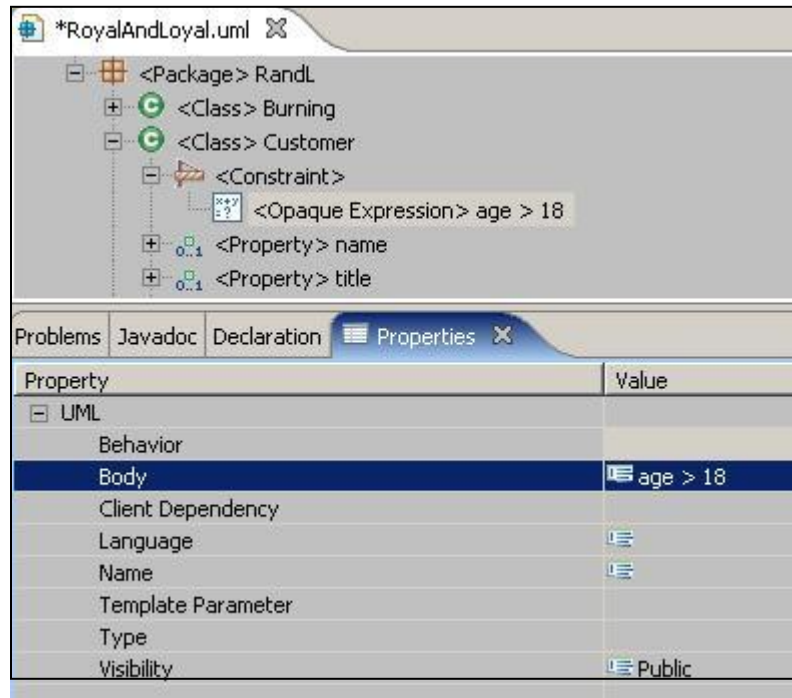 *RoyalAndLoyal.uml
<Package> RandL
<Class> Burning
<Class> Customer
<Constraint>
<Opaque Expression> age > 18
<Property> name
<Property> title
Problems Javadoc Declaration Properties
Property Value
UML
Behavior
Body age > 18
Client Dependency
Language
Name
Template Parameter
Type
Visibility Public